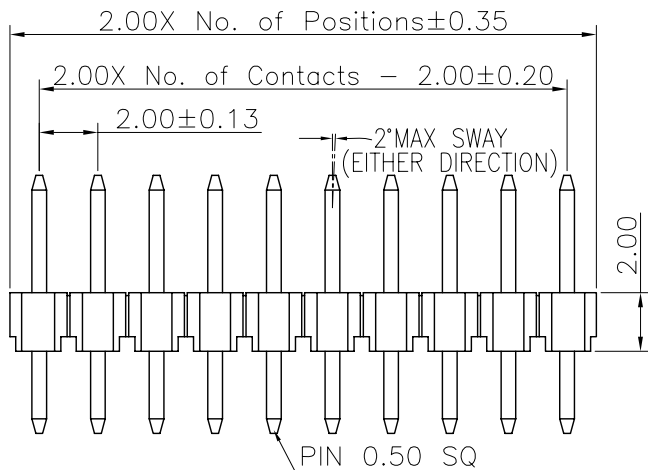 2.00X No. of Positions±0.35
2.00X No. of Contacts - 2.00±0.20
2.00±0.13
2°MAX SWAY
(EITHER DIRECTION)
2.00
PIN 0.50 SQ